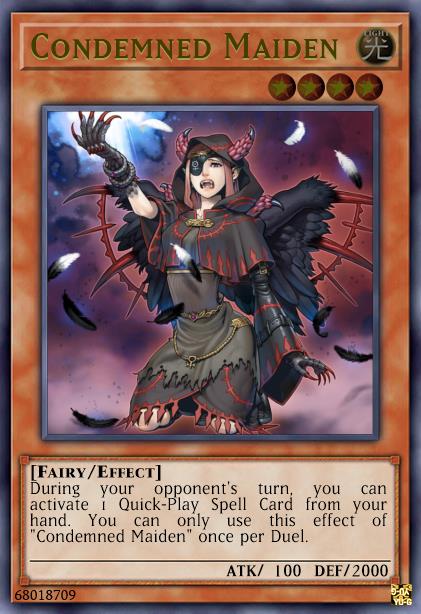 CONDEMNED MAIDEN
LIGHT
光
[FAIRY/EFFECT]
During your opponent's turn, you can
activate 1 Quick-Play Spell Card from your
hand. You can only use this effect of
"Condemned Maiden" once per Duel.
ATK/ 100 DEF/2000
68018709